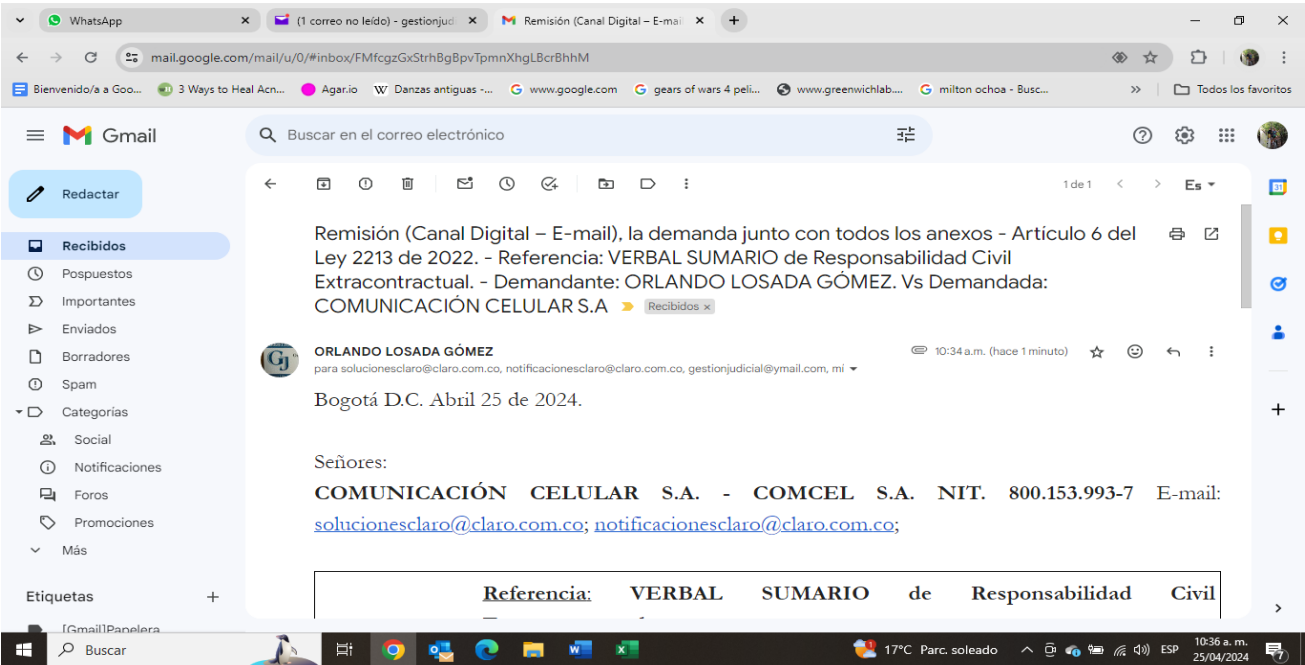 WhatsApp
(1 correo no leído) - gestionjudi
Remisión (Canal Digital – E-mai
mail.google.com/mail/u/0/#inbox/FMfcgzGxStrhBgBpvTpmnXhgLBcrBhhM
Bienvenido/a a Goo...
3 Ways to Heal Acn...
Agar.io
Danzas antiguas -...
www.google.com
gears of wars 4 peli...
www.greenwichlab....
milton ochoa - Busc...
Todos los favoritos
Gmail
Buscar en el correo electrónico
Redactar
1 de 1
Es
31
Recibidos
Pospuestos
Importantes
Enviados
Borradores
Spam
Categorías
Social
Notificaciones
Foros
Promociones
Más
Etiquetas
[Gmail]Papelera
Remisión (Canal Digital – E-mail), la demanda junto con todos los anexos - Artículo 6 del
Ley 2213 de 2022. - Referencia: VERBAL SUMARIO de Responsabilidad Civil
Extracontractual. - Demandante: ORLANDO LOSADA GÓMEZ. Vs Demandada:
COMUNICACIÓN CELULAR S.A
Recibidos x
GJ
ORLANDO LOSADA GÓMEZ
10:34 a.m. (hace 1 minuto)
para solucionesclaro@claro.com.co, notificacionesclaro@claro.com.co, gestionjudicial@ymail.com, mí
Bogotá D.C. Abril 25 de 2024.
Señores:
COMUNICACIÓN CELULAR S.A. - COMCEL S.A. NIT. 800.153.993-7 E-mail:
solucionesclaro@claro.com.co; notificacionesclaro@claro.com.co;
Referencia: VERBAL SUMARIO de Responsabilidad Civil
Buscar
17°C Parc. soleado
ESP
10:36 a. m.
25/04/2024
7